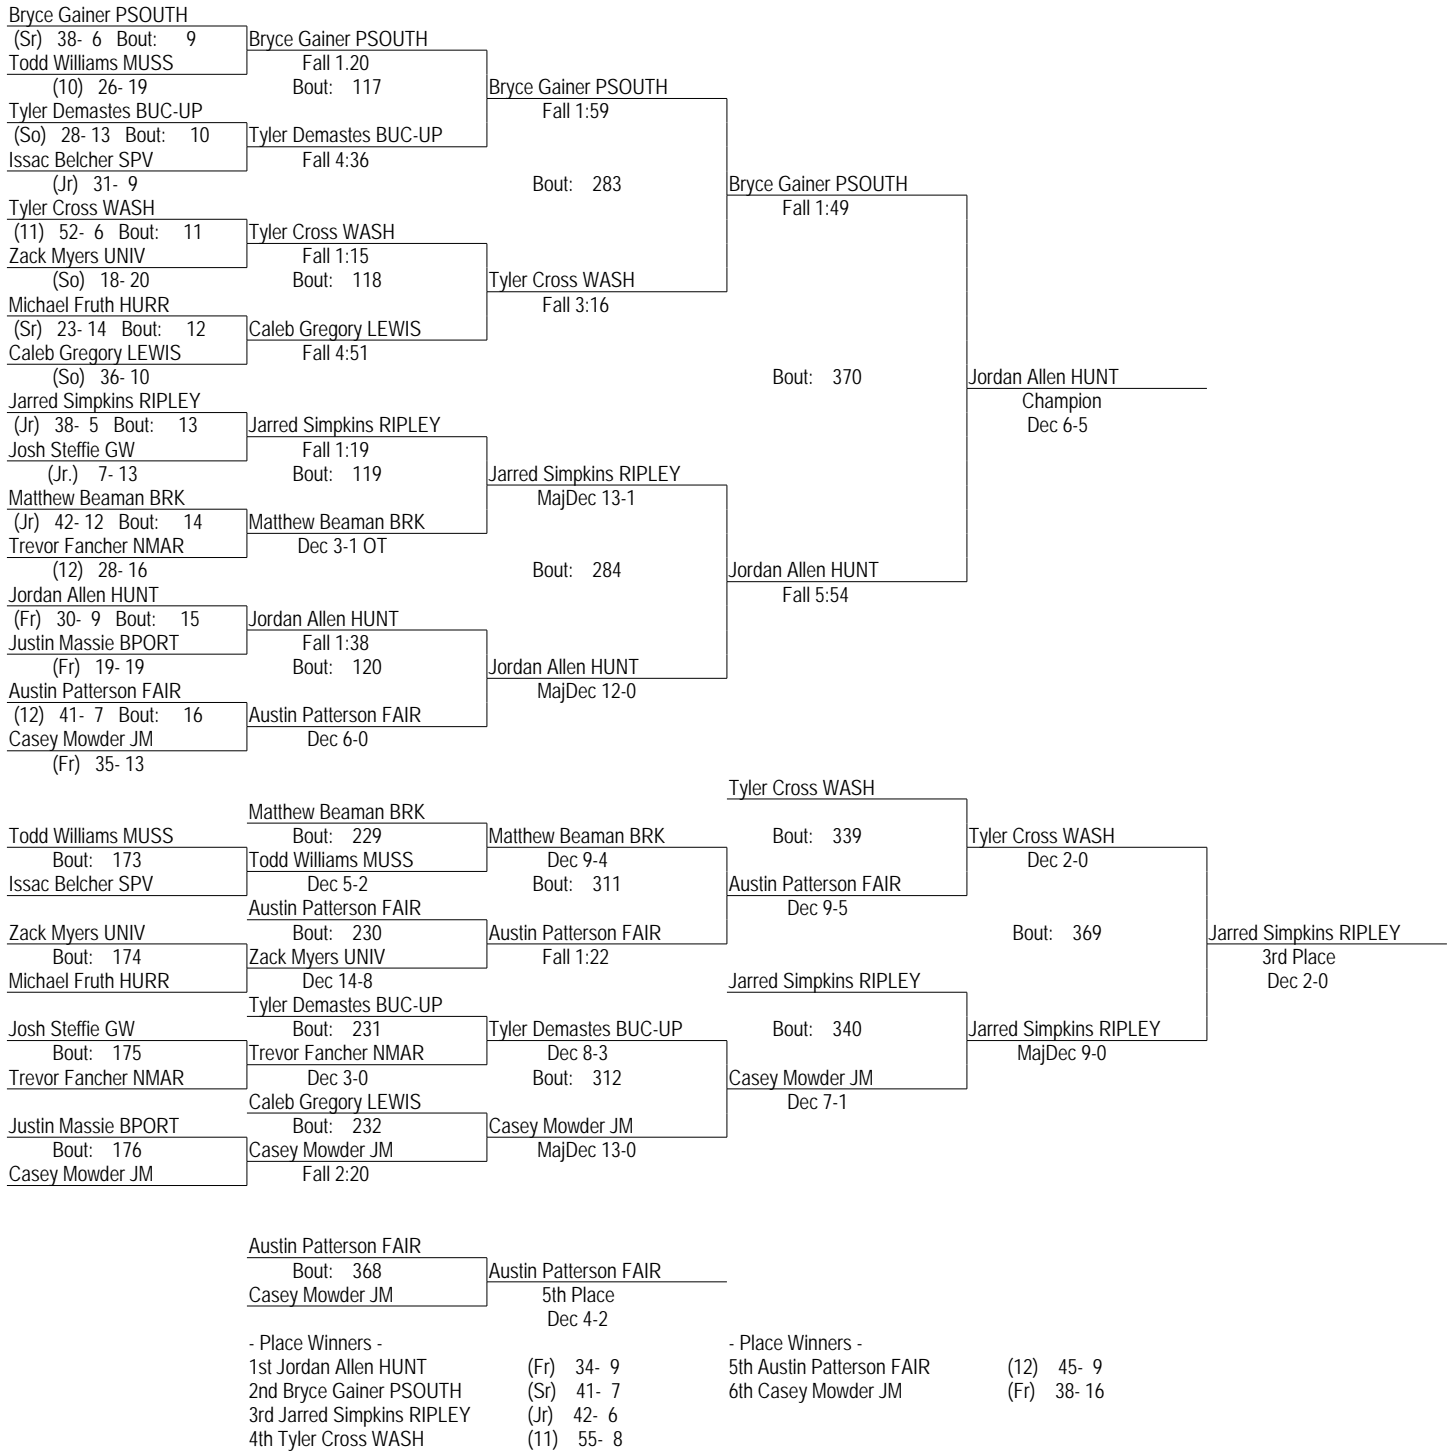 Bryce Gainer PSOUTH
(Sr) 38- 6 Bout: 9
Bryce Gainer PSOUTH
Todd Williams MUSS
Fall 1.20
(10) 26- 19
Bout: 117
Bryce Gainer PSOUTH
Tyler Demastes BUC-UP
Fall 1:59
(So) 28- 13 Bout: 10
Tyler Demastes BUC-UP
Issac Belcher SPV
Fall 4:36
(Jr) 31- 9
Bout: 283
Bryce Gainer PSOUTH
Tyler Cross WASH
Fall 1:49
(11) 52- 6 Bout: 11
Tyler Cross WASH
Zack Myers UNIV
Fall 1:15
(So) 18- 20
Bout: 118
Tyler Cross WASH
Michael Fruth HURR
Fall 3:16
(Sr) 23- 14 Bout: 12
Caleb Gregory LEWIS
Caleb Gregory LEWIS
Fall 4:51
(So) 36- 10
Bout: 370
Jordan Allen HUNT
Jarred Simpkins RIPLEY
Champion
(Jr) 38- 5 Bout: 13
Jarred Simpkins RIPLEY
Dec 6-5
Josh Steffie GW
Fall 1:19
(Jr.) 7- 13
Bout: 119
Jarred Simpkins RIPLEY
Matthew Beaman BRK
MajDec 13-1
(Jr) 42- 12 Bout: 14
Matthew Beaman BRK
Trevor Fancher NMAR
Dec 3-1 OT
(12) 28- 16
Bout: 284
Jordan Allen HUNT
Jordan Allen HUNT
Fall 5:54
(Fr) 30- 9 Bout: 15
Jordan Allen HUNT
Justin Massie BPORT
Fall 1:38
(Fr) 19- 19
Bout: 120
Jordan Allen HUNT
Austin Patterson FAIR
MajDec 12-0
(12) 41- 7 Bout: 16
Austin Patterson FAIR
Casey Mowder JM
Dec 6-0
(Fr) 35- 13
Tyler Cross WASH
Matthew Beaman BRK
Todd Williams MUSS
Bout: 229
Matthew Beaman BRK
Bout: 339
Tyler Cross WASH
Bout: 173
Todd Williams MUSS
Dec 9-4
Dec 2-0
Issac Belcher SPV
Dec 5-2
Bout: 311
Austin Patterson FAIR
Austin Patterson FAIR
Dec 9-5
Zack Myers UNIV
Bout: 230
Austin Patterson FAIR
Bout: 369
Jarred Simpkins RIPLEY
Bout: 174
Zack Myers UNIV
Fall 1:22
3rd Place
Michael Fruth HURR
Dec 14-8
Jarred Simpkins RIPLEY
Dec 2-0
Tyler Demastes BUC-UP
Josh Steffie GW
Bout: 231
Tyler Demastes BUC-UP
Bout: 340
Jarred Simpkins RIPLEY
Bout: 175
Trevor Fancher NMAR
Dec 8-3
MajDec 9-0
Trevor Fancher NMAR
Dec 3-0
Bout: 312
Casey Mowder JM
Caleb Gregory LEWIS
Dec 7-1
Justin Massie BPORT
Bout: 232
Casey Mowder JM
Bout: 176
Casey Mowder JM
MajDec 13-0
Casey Mowder JM
Fall 2:20
Austin Patterson FAIR
Bout: 368
Austin Patterson FAIR
Casey Mowder JM
5th Place
Dec 4-2
- Place Winners -
1st Jordan Allen HUNT (Fr) 34- 9
2nd Bryce Gainer PSOUTH (Sr) 41- 7
3rd Jarred Simpkins RIPLEY (Jr) 42- 6
4th Tyler Cross WASH (11) 55- 8
- Place Winners -
5th Austin Patterson FAIR (12) 45- 9
6th Casey Mowder JM (Fr) 38- 16